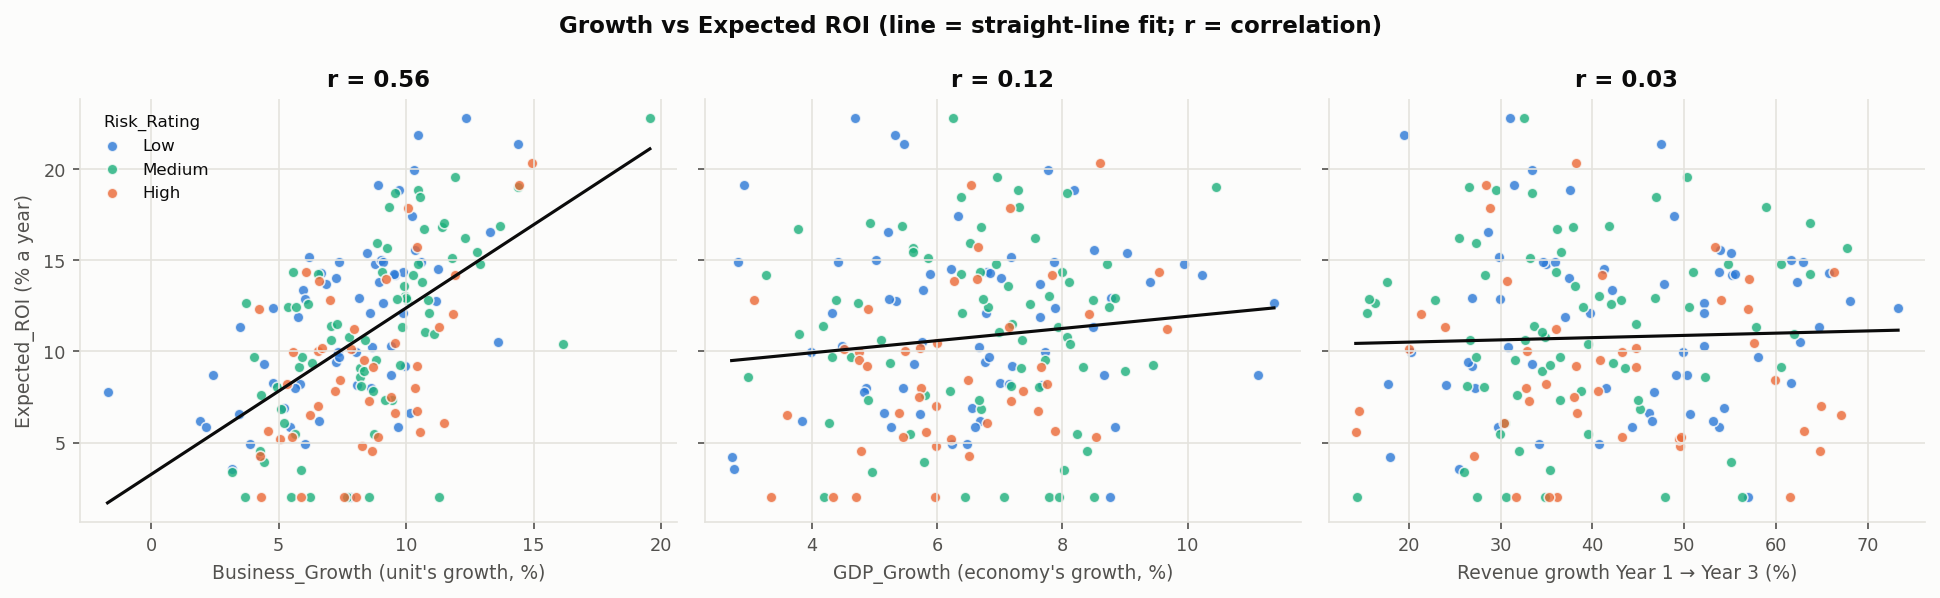 Growth vs Expected ROI (line = straight-line fit; r = correlation)
r = 0.56
r = 0.12
r = 0.03
Risk_Rating
Low
Medium
High
Expected_ROI (% a year)
20
15
10
5
0 5 10 15 20
4 6 8 10
20 30 40 50 60 70
Business_Growth (unit's growth, %)
GDP_Growth (economy's growth, %)
Revenue growth Year 1 → Year 3 (%)